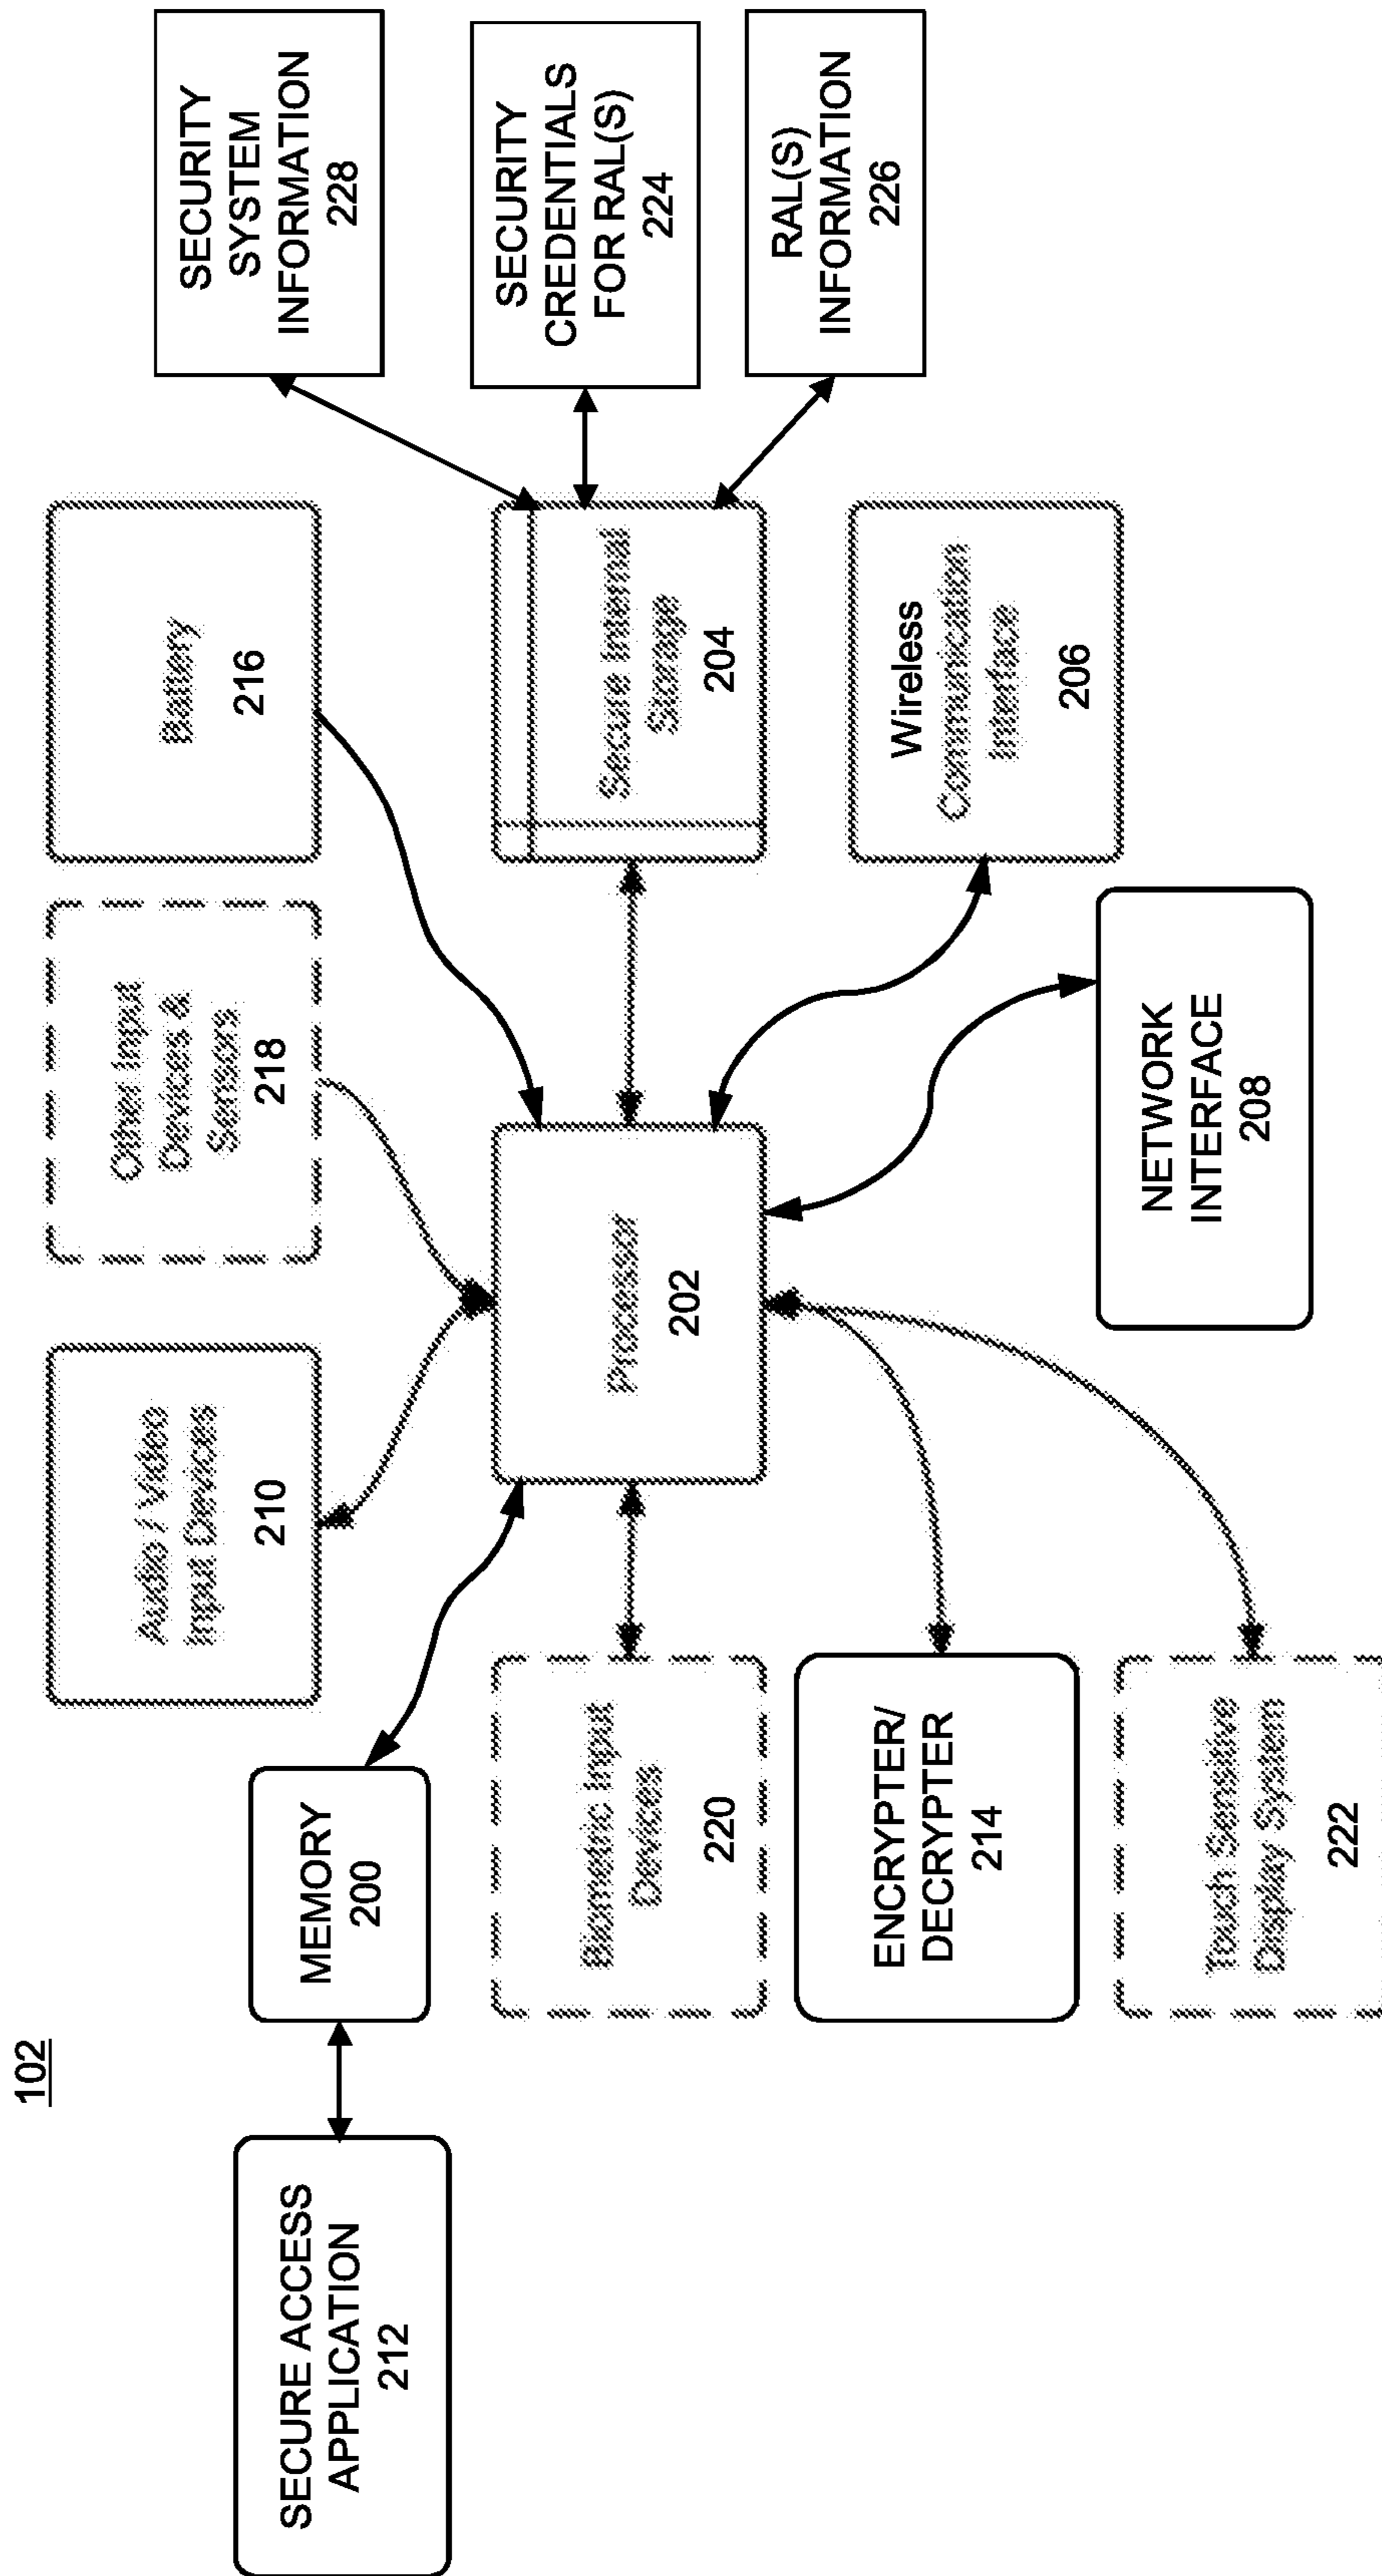 102
SECURE ACCESS
APPLICATION
212
MEMORY
200
Audio / Video
Input Devices
210
Other Input
Devices &
Sensors
218
Battery
216
SECURITY
SYSTEM
INFORMATION
228
Biometric Input
Devices
220
Processor
202
Secure Internal
Storage
204
SECURITY
CREDENTIALS
FOR RAL(S)
224
ENCRYPTER/
DECRYPTER
214
Wireless
Communication
Interface
206
RAL(S)
INFORMATION
226
Touch Sensitive
Display System
222
NETWORK
INTERFACE
208